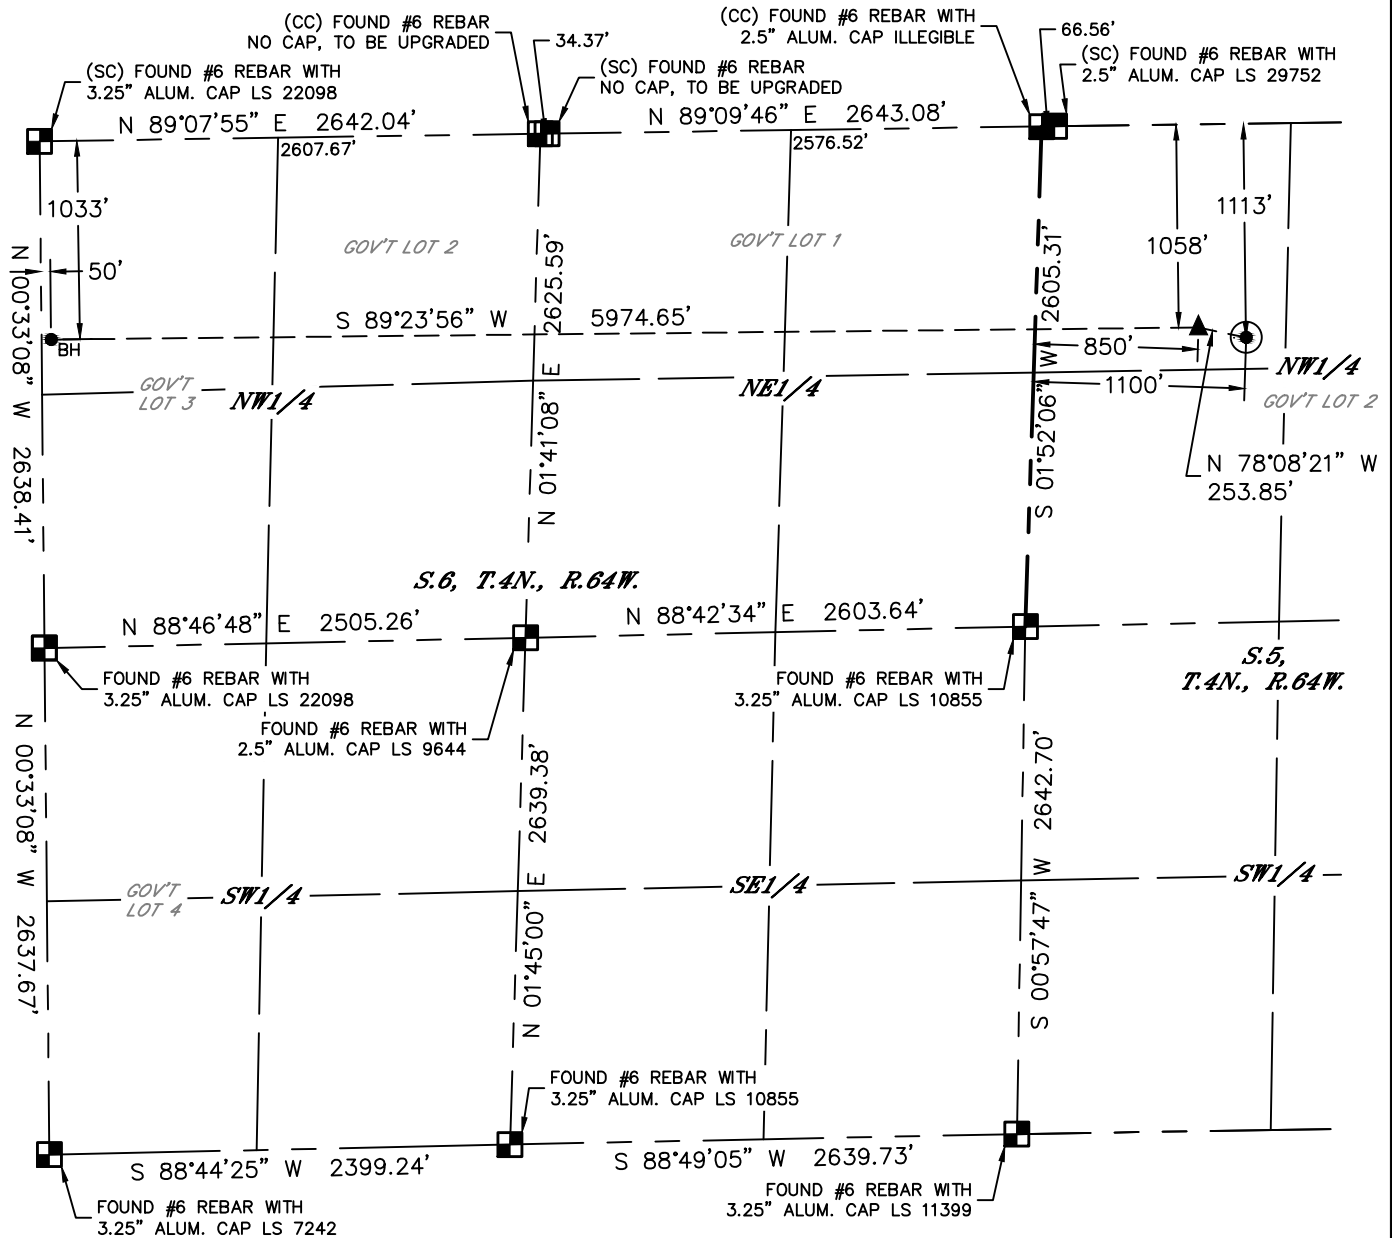 (CC) FOUND #6 REBAR
NO CAP, TO BE UPGRADED
34.37'
(CC) FOUND #6 REBAR WITH
2.5" ALUM. CAP ILLEGIBLE
66.56'
(SC) FOUND #6 REBAR WITH
3.25" ALUM. CAP LS 22098
(SC) FOUND #6 REBAR
NO CAP, TO BE UPGRADED
(SC) FOUND #6 REBAR WITH
2.5" ALUM. CAP LS 29752
N 89°07'55" E 2642.04'
N 89°09'46" E 2643.08'
2607.67'
2576.52'
1033'
1113'
GOV'T LOT 2
GOV'T LOT 1
1058'
50'
N 00°33'08" W 2638.41'
N 01°41'08" E 2625.59'
S 01°52'06" W 2605.31'
S 89°23'56" W 5974.65'
BH
850'
1100'
NW1/4
GOV'T
LOT 3
NW1/4
NE1/4
GOV'T LOT 2
N 78°08'21" W
253.85'
S.6, T.4N., R.64W.
N 88°46'48" E 2505.26'
N 88°42'34" E 2603.64'
S.5,
T.4N., R.64W.
FOUND #6 REBAR WITH
3.25" ALUM. CAP LS 22098
FOUND #6 REBAR WITH
3.25" ALUM. CAP LS 10855
FOUND #6 REBAR WITH
2.5" ALUM. CAP LS 9644
N 00°33'08" W 2637.67'
N 01°45'00" E 2639.38'
S 00°57'47" W 2642.70'
GOV'T
LOT 4
SW1/4
SE1/4
SW1/4
FOUND #6 REBAR WITH
3.25" ALUM. CAP LS 10855
S 88°44'25" W 2399.24'
S 88°49'05" W 2639.73'
FOUND #6 REBAR WITH
3.25" ALUM. CAP LS 7242
FOUND #6 REBAR WITH
3.25" ALUM. CAP LS 11399